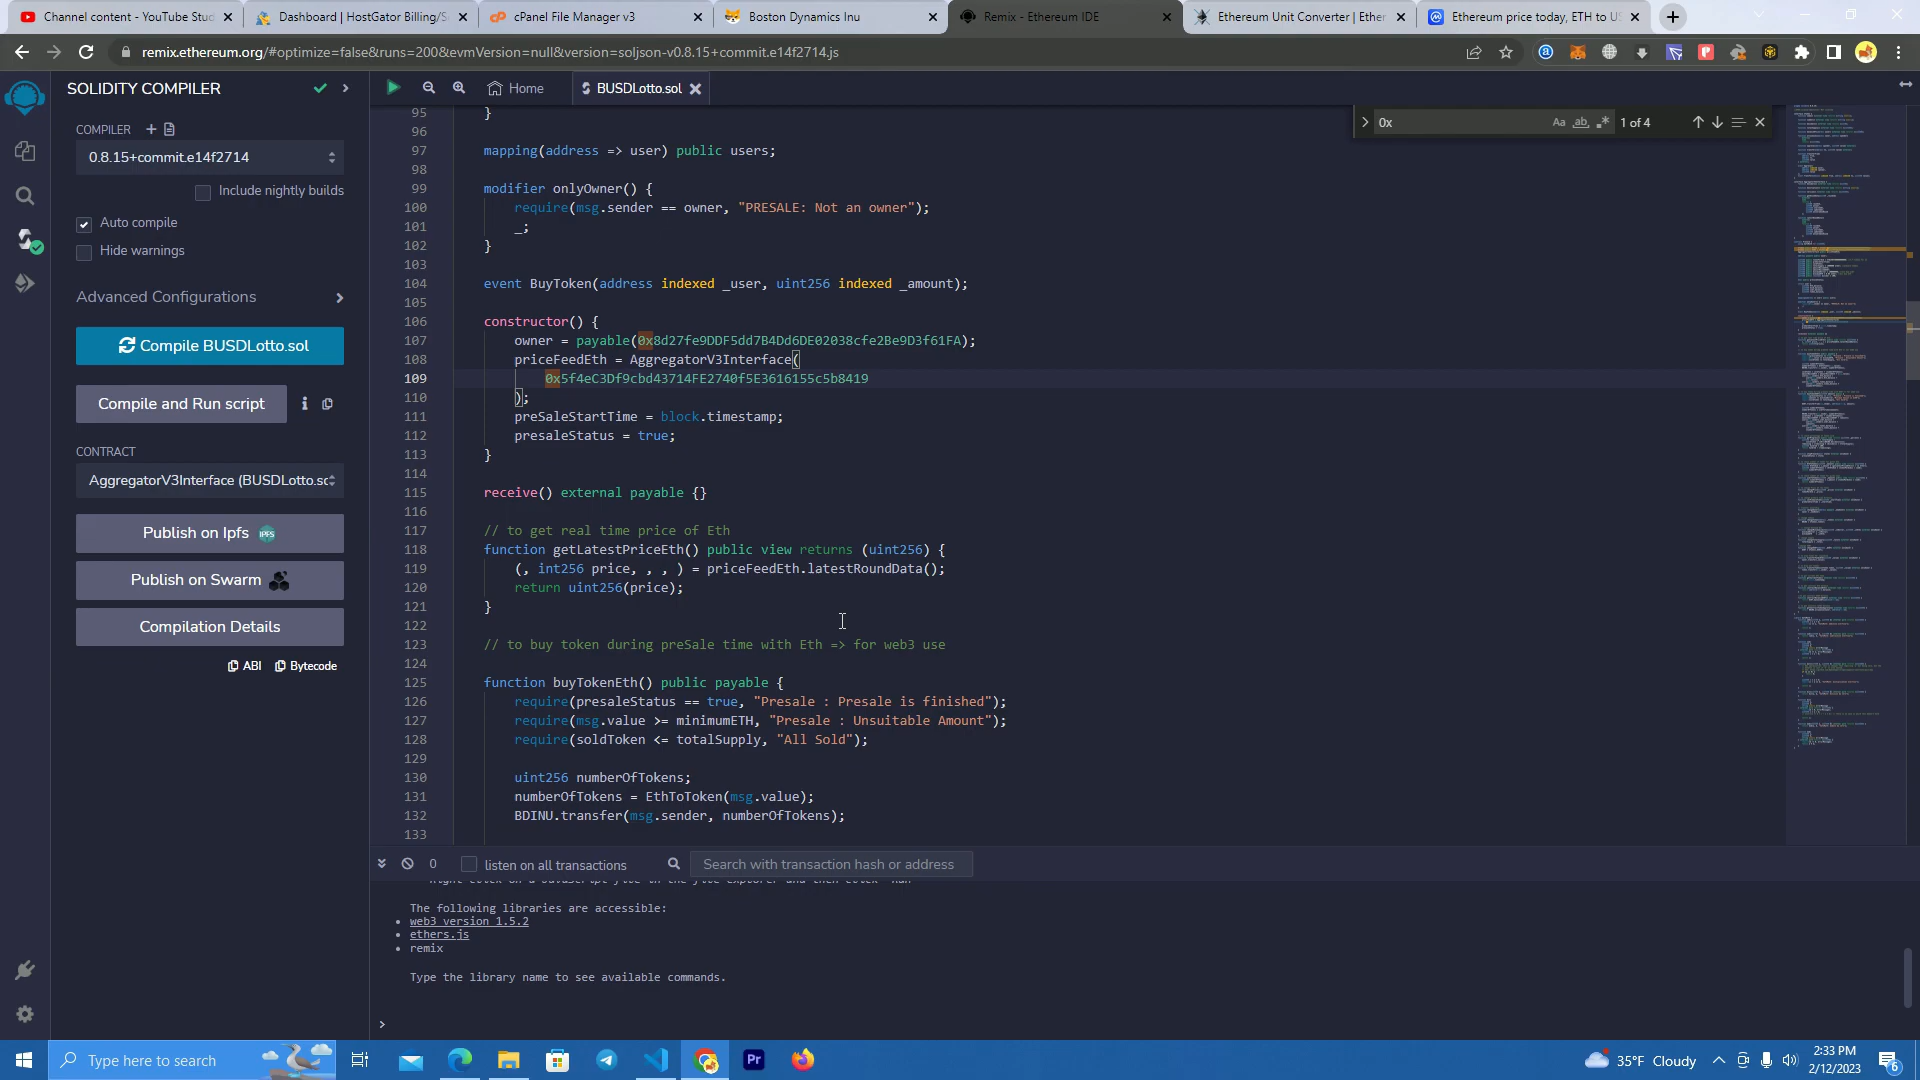 Channel content - YouTube Stud
Dashboard | HostGator Billing/S
cPanel File Manager v3
Boston Dynamics Inu
Remix - Ethereum IDE
Ethereum Unit Converter | Ether
Ethereum price today, ETH to US
remix.ethereum.org/#optimize=false&runs=200&evmVersion=null&version=soljson-v0.8.15+commit.e14f2714.js
SOLIDITY COMPILER
COMPILER
0.8.15+commit.e14f2714
Include nightly builds
Auto compile
Hide warnings
Advanced Configurations
Compile BUSDLotto.sol
Compile and Run script
CONTRACT
AggregatorV3Interface (BUSDLotto.sc
Publish on Ipfs
IPFS
Publish on Swarm
Compilation Details
ABI
Bytecode
Home
BUSDLotto.sol
0x
Aa
ab
1 of 4
95 }
96
97 mapping(address => user) public users;
98
99 modifier onlyOwner() {
100 require(msg.sender == owner, "PRESALE: Not an owner");
101 _;
102 }
103
104 event BuyToken(address indexed _user, uint256 indexed _amount);
105
106 constructor() {
107 owner = payable(0x8d27fe9DDF5dd7B4Dd6DE02038cfe2Be9D3f61FA);
108 priceFeedEth = AggregatorV3Interface(
109 0x5f4eC3Df9cbd43714FE2740f5E3616155c5b8419
110 );
111 preSaleStartTime = block.timestamp;
112 presaleStatus = true;
113 }
114
115 receive() external payable {}
116
117 // to get real time price of Eth
118 function getLatestPriceEth() public view returns (uint256) {
119 (, int256 price, , , ) = priceFeedEth.latestRoundData();
120 return uint256(price);
121 }
122
123 // to buy token during preSale time with Eth => for web3 use
124
125 function buyTokenEth() public payable {
126 require(presaleStatus == true, "Presale : Presale is finished");
127 require(msg.value >= minimumETH, "Presale : Unsuitable Amount");
128 require(soldToken <= totalSupply, "All Sold");
129
130 uint256 numberOfTokens;
131 numberOfTokens = EthToToken(msg.value);
132 BDINU.transfer(msg.sender, numberOfTokens);
133
0
listen on all transactions
Search with transaction hash or address
The following libraries are accessible:
web3 version 1.5.2
ethers.js
remix
Type the library name to see available commands.
>
Type here to search
Pr
35°F Cloudy
2:33 PM
2/12/2023
6